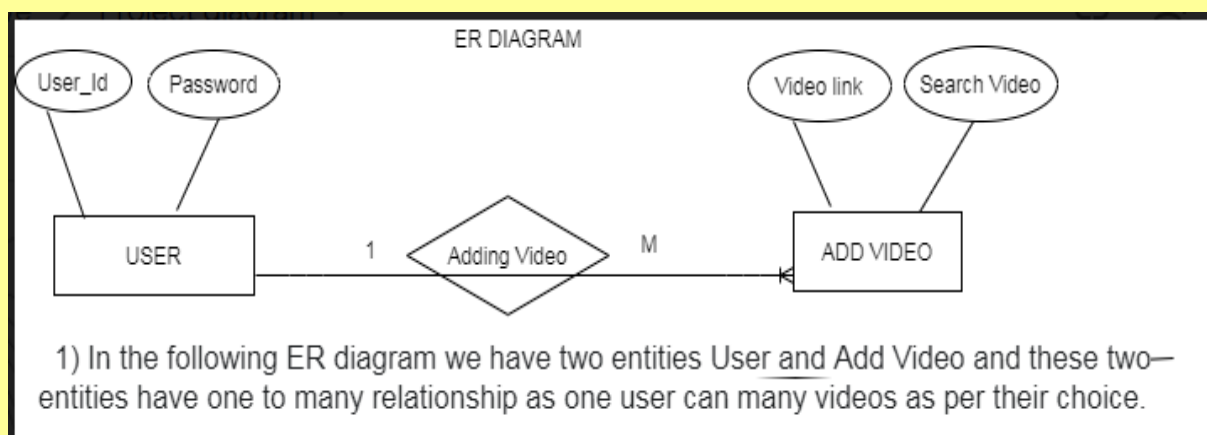 Project diagram
ER DIAGRAM
User_Id
Password
Video link
Search Video
USER
1
Adding Video
M
ADD VIDEO
1) In the following ER diagram we have two entities User and Add Video and these two
entities have one to many relationship as one user can many videos as per their choice.